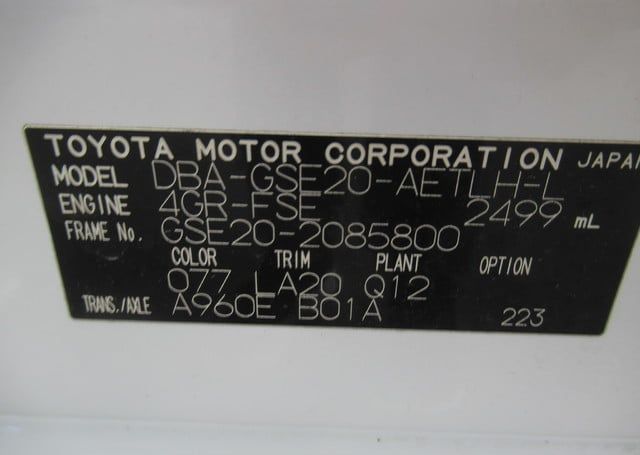 TOYOTA MOTOR CORPORATION JAPAN
MODEL DBA-GSE20-AETLH-L
ENGINE 4GR-FSE 2499 mL
FRAME No. GSE20-2085800
COLOR TRIM PLANT OPTION
077 LA20 Q12
TRANS./AXLE A960E B01A 223